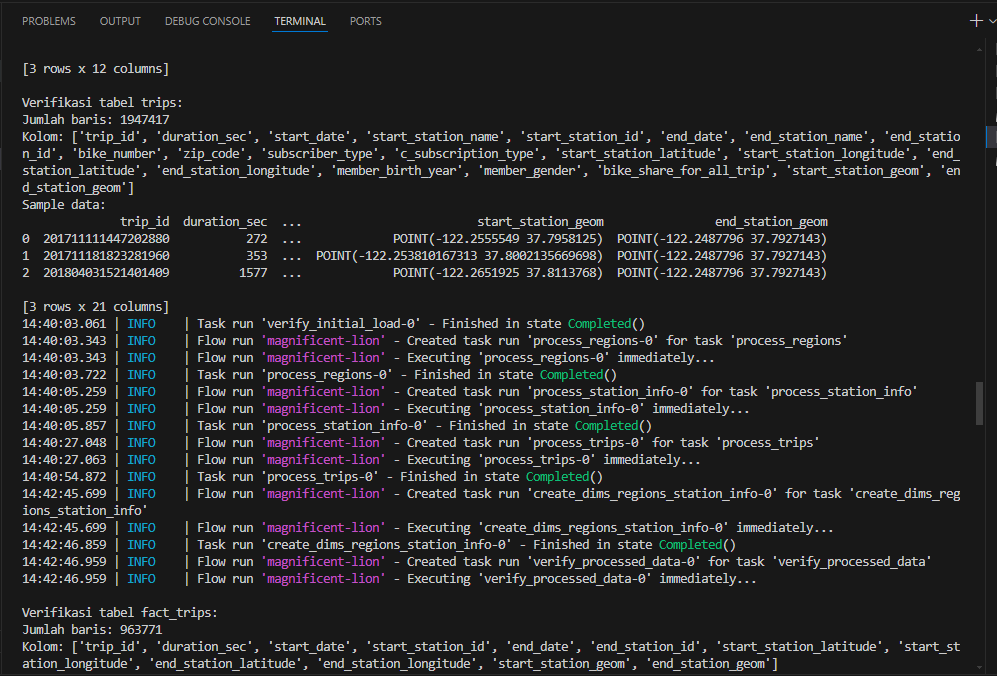 PROBLEMS OUTPUT DEBUG CONSOLE TERMINAL PORTS
[3 rows x 12 columns]
Verifikasi tabel trips:
Jumlah baris: 1947417
Kolom: ['trip_id', 'duration_sec', 'start_date', 'start_station_name', 'start_station_id', 'end_date', 'end_station_name', 'end_statio
n_id', 'bike_number', 'zip_code', 'subscriber_type', 'c_subscription_type', 'start_station_latitude', 'start_station_longitude', 'end_
station_latitude', 'end_station_longitude', 'member_birth_year', 'member_gender', 'bike_share_for_all_trip', 'start_station_geom', 'en
d_station_geom']
Sample data:
trip_id duration_sec ... start_station_geom end_station_geom
0 201711111447202880 272 ... POINT(-122.2555549 37.7958125) POINT(-122.2487796 37.7927143)
1 201711181823281960 353 ... POINT(-122.253810167313 37.8002135669698) POINT(-122.2487796 37.7927143)
2 201804031521401409 1577 ... POINT(-122.2651925 37.8113768) POINT(-122.2487796 37.7927143)
[3 rows x 21 columns]
14:40:03.061 | INFO | Task run 'verify_initial_load-0' - Finished in state Completed()
14:40:03.343 | INFO | Flow run 'magnificent-lion' - Created task run 'process_regions-0' for task 'process_regions'
14:40:03.343 | INFO | Flow run 'magnificent-lion' - Executing 'process_regions-0' immediately...
14:40:03.722 | INFO | Task run 'process_regions-0' - Finished in state Completed()
14:40:05.259 | INFO | Flow run 'magnificent-lion' - Created task run 'process_station_info-0' for task 'process_station_info'
14:40:05.259 | INFO | Flow run 'magnificent-lion' - Executing 'process_station_info-0' immediately...
14:40:05.857 | INFO | Task run 'process_station_info-0' - Finished in state Completed()
14:40:27.048 | INFO | Flow run 'magnificent-lion' - Created task run 'process_trips-0' for task 'process_trips'
14:40:27.063 | INFO | Flow run 'magnificent-lion' - Executing 'process_trips-0' immediately...
14:40:54.872 | INFO | Task run 'process_trips-0' - Finished in state Completed()
14:42:45.699 | INFO | Flow run 'magnificent-lion' - Created task run 'create_dims_regions_station_info-0' for task 'create_dims_reg
ions_station_info'
14:42:45.699 | INFO | Flow run 'magnificent-lion' - Executing 'create_dims_regions_station_info-0' immediately...
14:42:46.859 | INFO | Task run 'create_dims_regions_station_info-0' - Finished in state Completed()
14:42:46.959 | INFO | Flow run 'magnificent-lion' - Created task run 'verify_processed_data-0' for task 'verify_processed_data'
14:42:46.959 | INFO | Flow run 'magnificent-lion' - Executing 'verify_processed_data-0' immediately...
Verifikasi tabel fact_trips:
Jumlah baris: 963771
Kolom: ['trip_id', 'duration_sec', 'start_date', 'start_station_id', 'end_date', 'end_station_id', 'start_station_latitude', 'start_st
ation_longitude', 'end_station_latitude', 'end_station_longitude', 'start_station_geom', 'end_station_geom']